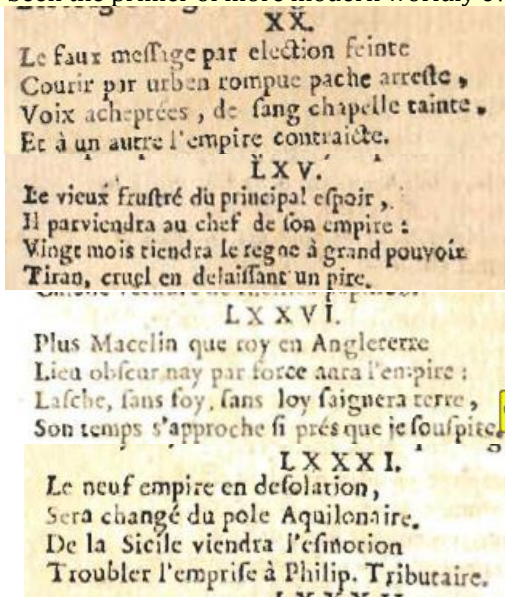 XX.
Le faux meſſage par election feinte
Courir par urben rompue pache arreſte,
Voix acheptées, de ſang chapelle tainte.
Et à un autre l'empire contraicte.
LXV.
Le vieux fruſtré du principal eſpoir,
Il parviendra au chef de ſon empire:
Vingt mois tiendra le regne à grand pouvoir
Tiran, cruel en delaiſſant un pire.
LXXVI.
Plus Macelin que roy en Angleterre
Lieu obſcur nay par force aura l'empire:
Laſche, ſans foy, ſans loy ſaignera terre,
Son temps s'approche ſi prés que je ſouſpire.
LXXXI.
Le neuf empire en deſolation,
Sera changé du pole Aquilonaire.
De la Sicile viendra l'eſmotion
Troubler l'empriſe à Philip. Tributaire.